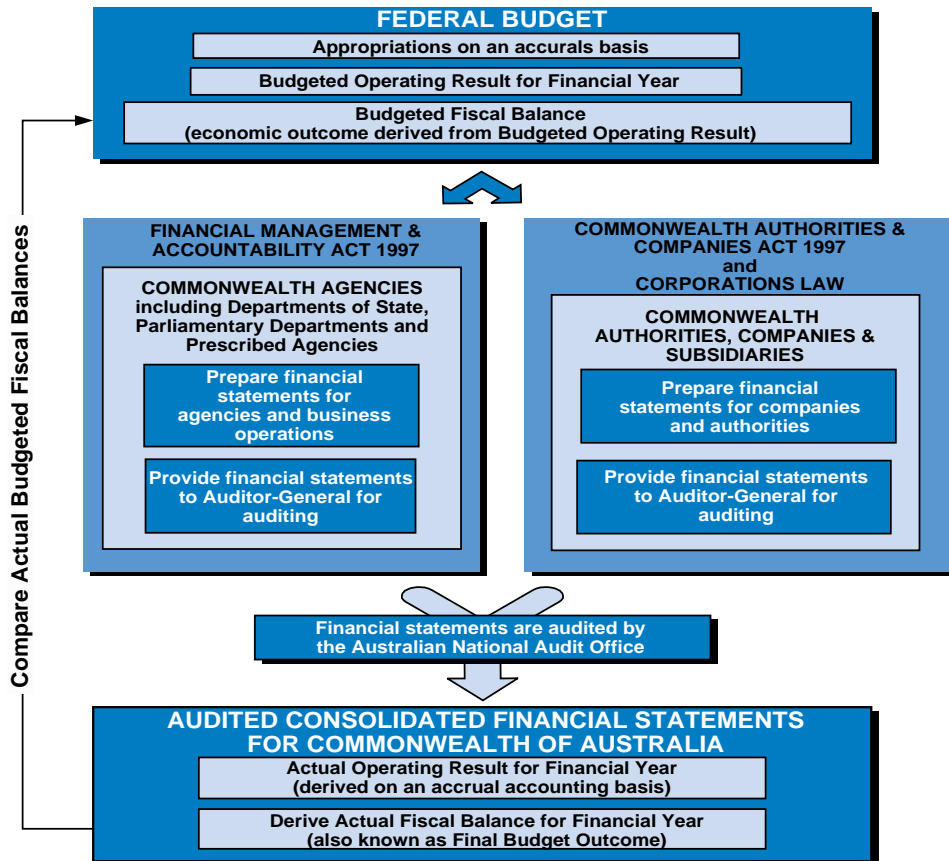 FEDERAL BUDGET
Appropriations on an accurals basis
Budgeted Operating Result for Financial Year
Budgeted Fiscal Balance
(economic outcome derived from Budgeted Operating Result)
Compare Actual Budgeted Fiscal Balances
FINANCIAL MANAGEMENT &
ACCOUNTABILITY ACT 1997
COMMONWEALTH AGENCIES
including Departments of State,
Parliamentary Departments and
Prescribed Agencies
Prepare financial
statements for
agencies and business
operations
Provide financial statements
to Auditor-General for
auditing
COMMONWEALTH AUTHORITIES &
COMPANIES ACT 1997
and
CORPORATIONS LAW
COMMONWEALTH
AUTHORITIES, COMPANIES &
SUBSIDIARIES
Prepare financial
statements for companies
and authorities
Provide financial statements
to Auditor-General for
auditing
Financial statements are audited by
the Australian National Audit Office
AUDITED CONSOLIDATED FINANCIAL STATEMENTS
FOR COMMONWEALTH OF AUSTRALIA
Actual Operating Result for Financial Year
(derived on an accrual accounting basis)
Derive Actual Fiscal Balance for Financial Year
(also known as Final Budget Outcome)